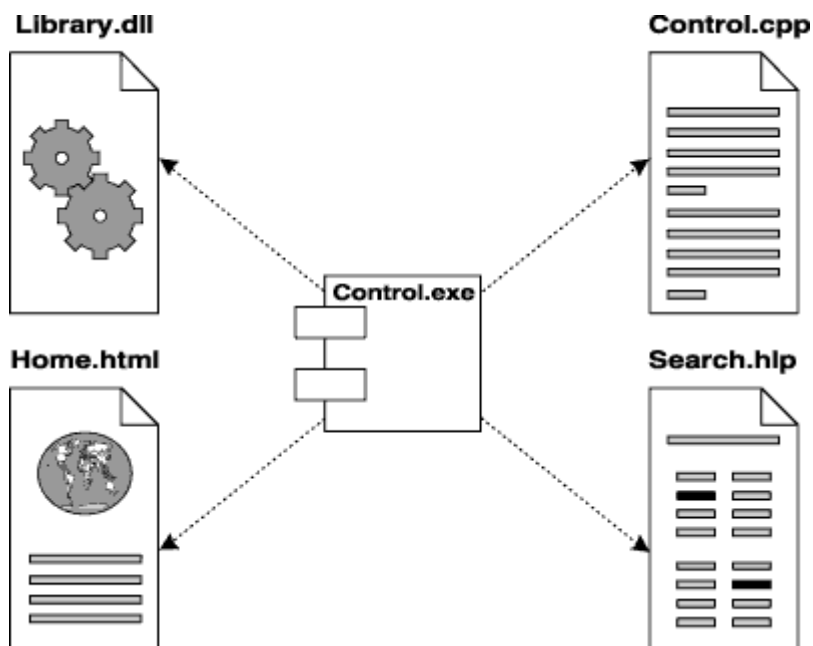 Library.dll
Control.cpp
Control.exe
Home.html
Search.hlp